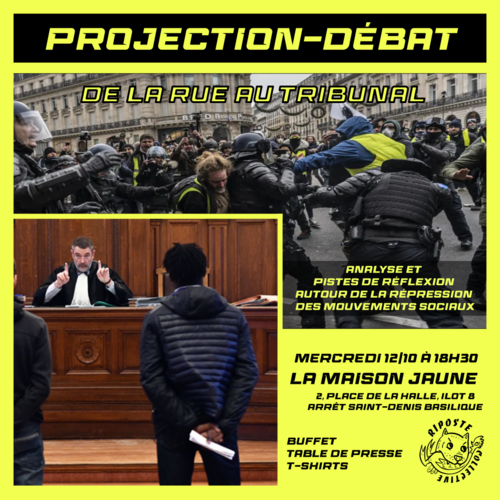 PROJECTION-DÉBAT
DE LA RUE AU TRIBUNAL
ANALYSE ET
PISTES DE RÉFLEXION
AUTOUR DE LA RÉPRESSION
DES MOUVEMENTS SOCIAUX
MERCREDI 12/10 À 18H30
LA MAISON JAUNE
2, PLACE DE LA HALLE, ILOT 8
ARRÊT SAINT-DENIS BASILIQUE
BUFFET
TABLE DE PRESSE
T-SHIRTS
RIPOSTE
COLLECTIVE